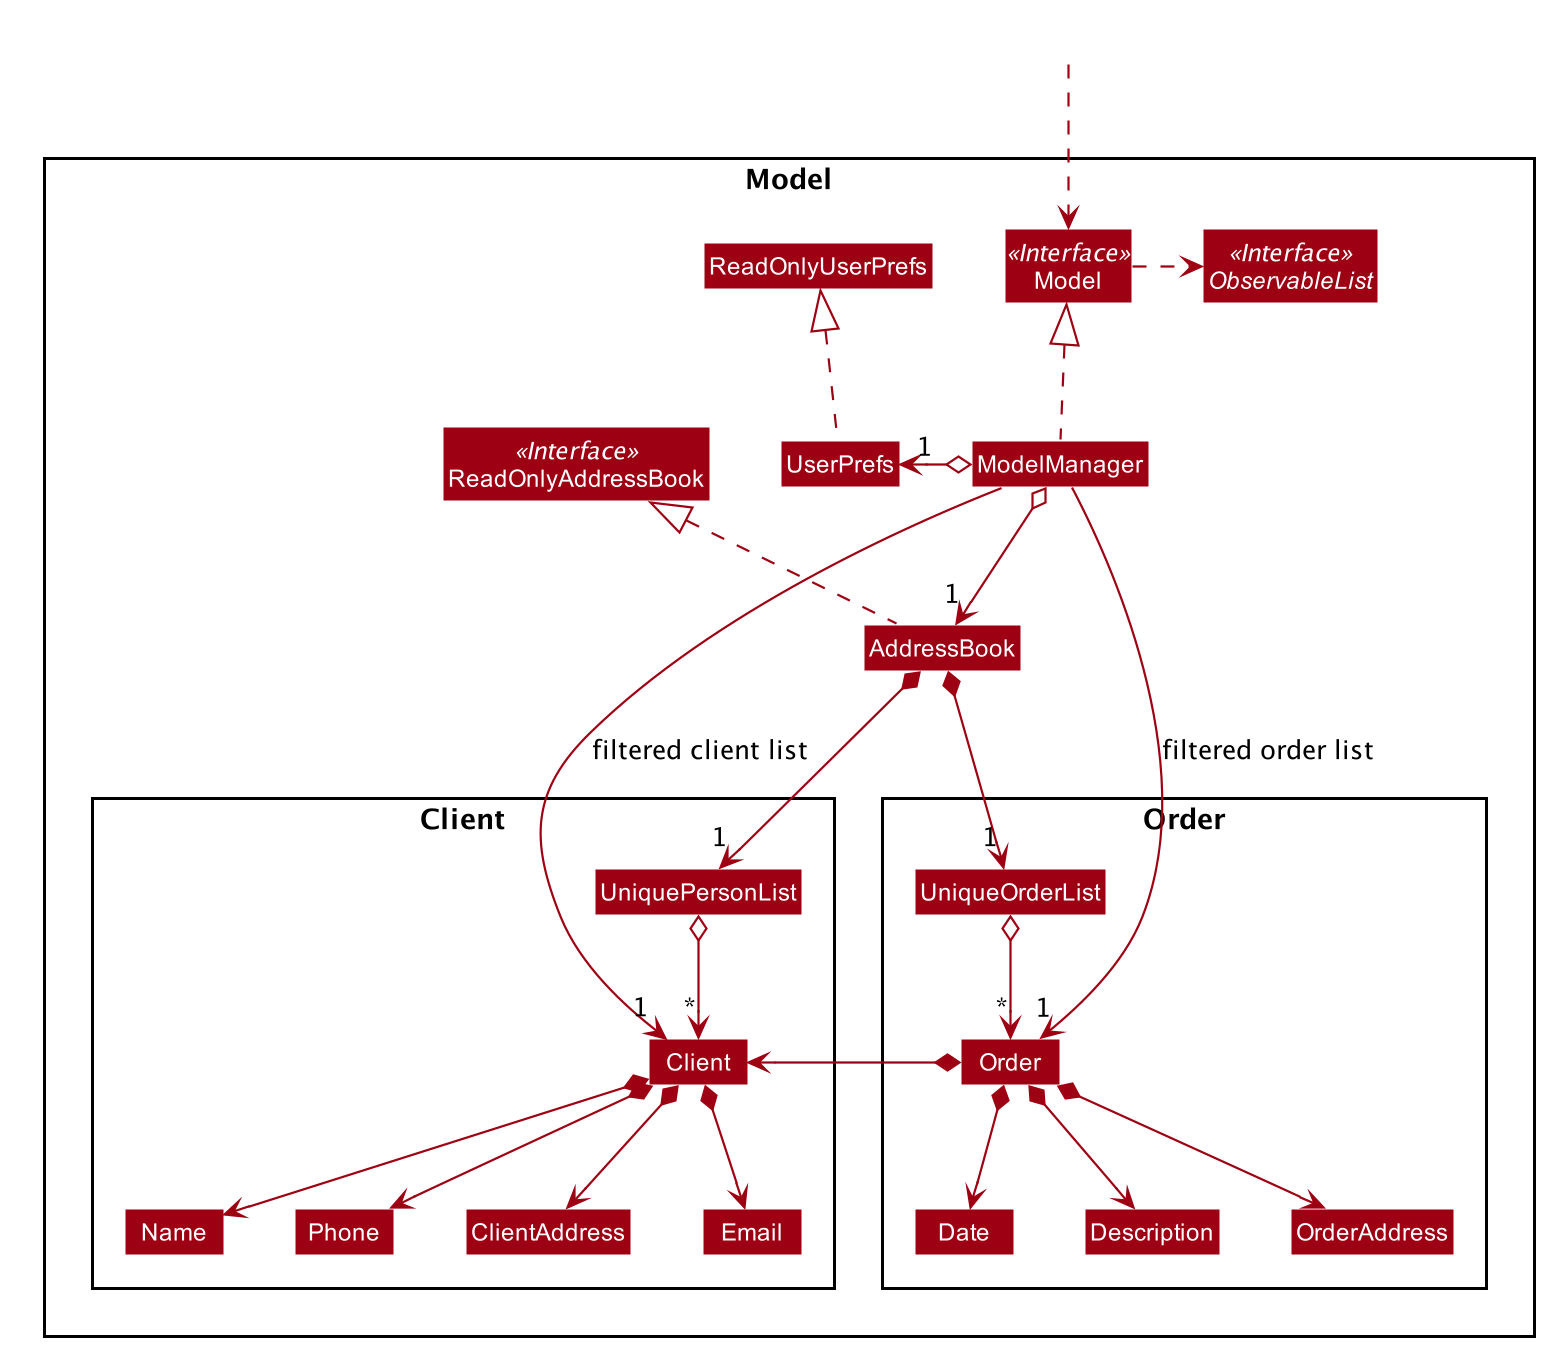 Model
«Interface»
Model
«Interface»
ObservableList
ReadOnlyUserPrefs
«Interface»
ReadOnlyAddressBook
UserPrefs
1
ModelManager
1
AddressBook
filtered client list
filtered order list
Client
Order
1
1
UniquePersonList
UniqueOrderList
1
*
*
1
Client
Order
Name
Phone
ClientAddress
Email
Date
Description
OrderAddress